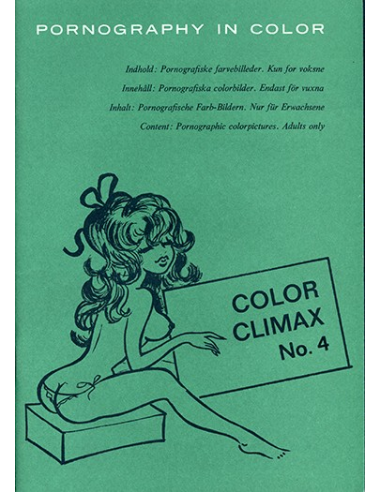 PORNOGRAPHY IN COLOR
Indhold: Pornografiske farvebilleder. Kun for voksne
Innehåll: Pornografiska colorbilder. Endast för vuxna
Inhalt: Pornografische Farb-Bildern. Nur für Erwachsene
Content: Pornographic colorpictures. Adults only
COLOR
CLIMAX
No. 4